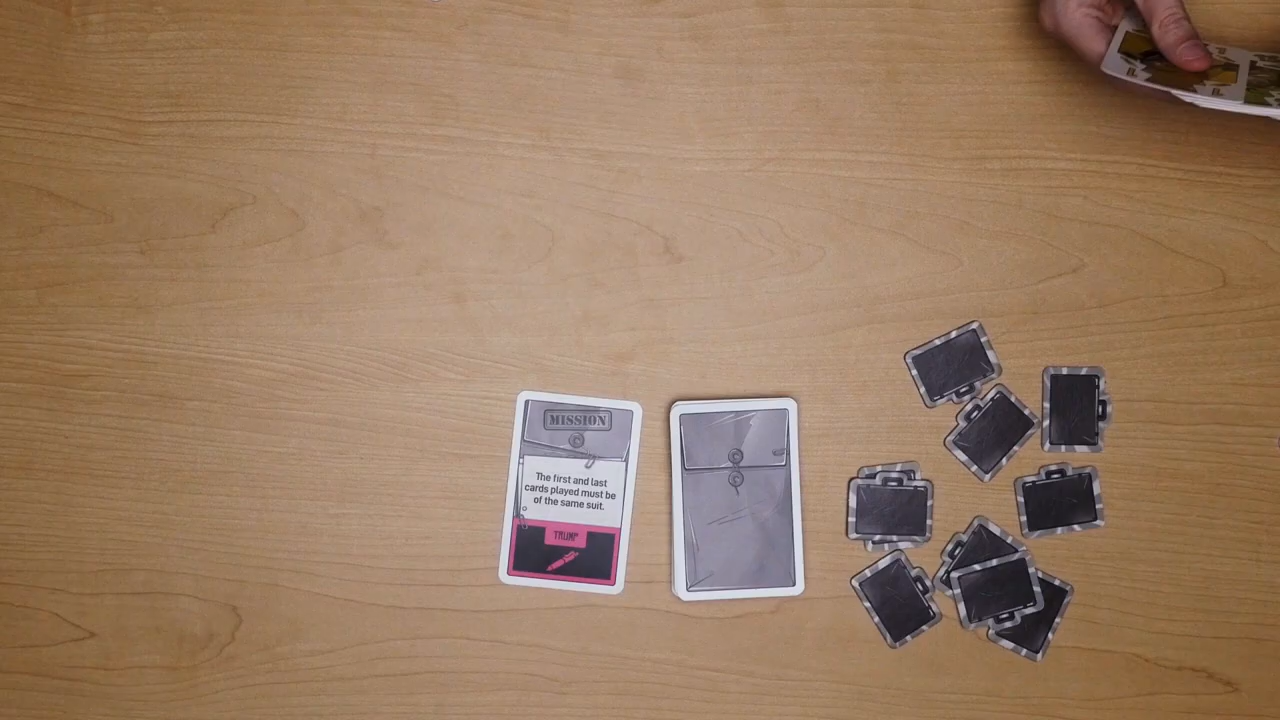 MISSION
The first and last
cards played must be
of the same suit.
TRUMP